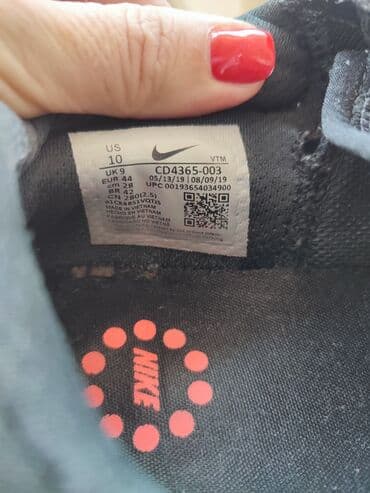 US
10
VTM
UK 9
CD4365-003
EUR 44
05/13/19 | 08/09/19
cm 28
UPC 00193654034900
BR 42
CN 280(2.5)
MADE IN VIETNAM
NIKE